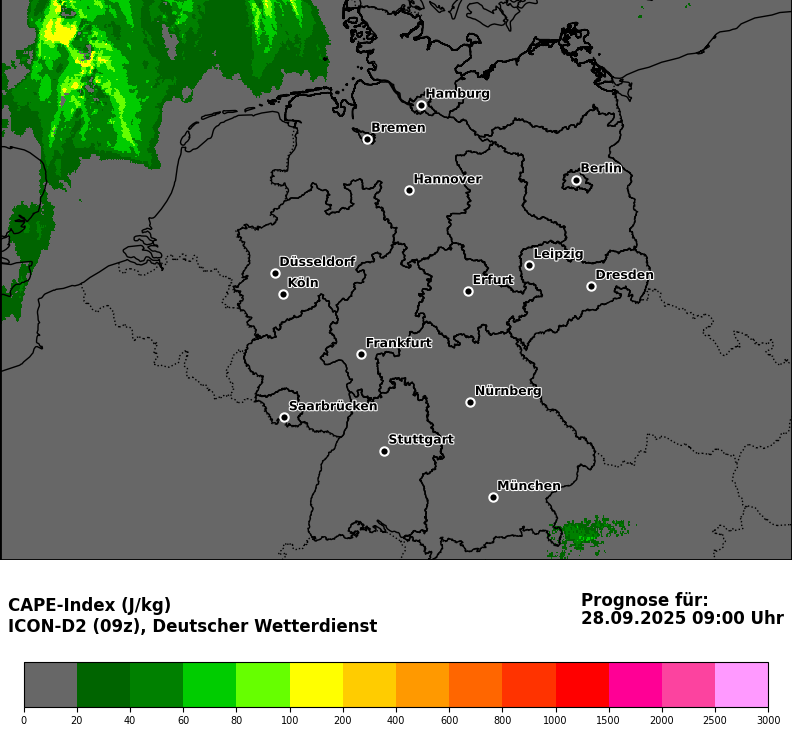 Hamburg
Bremen
Berlin
Hannover
Leipzig
Düsseldorf
Dresden
Erfurt
Köln
Frankfurt
Nürnberg
Saarbrücken
Stuttgart
München
CAPE-Index (J/kg)
ICON-D2 (09z), Deutscher Wetterdienst
Prognose für:
28.09.2025 09:00 Uhr
0 20 40 60 80 100 200 400 600 800 1000 1500 2000 2500 3000